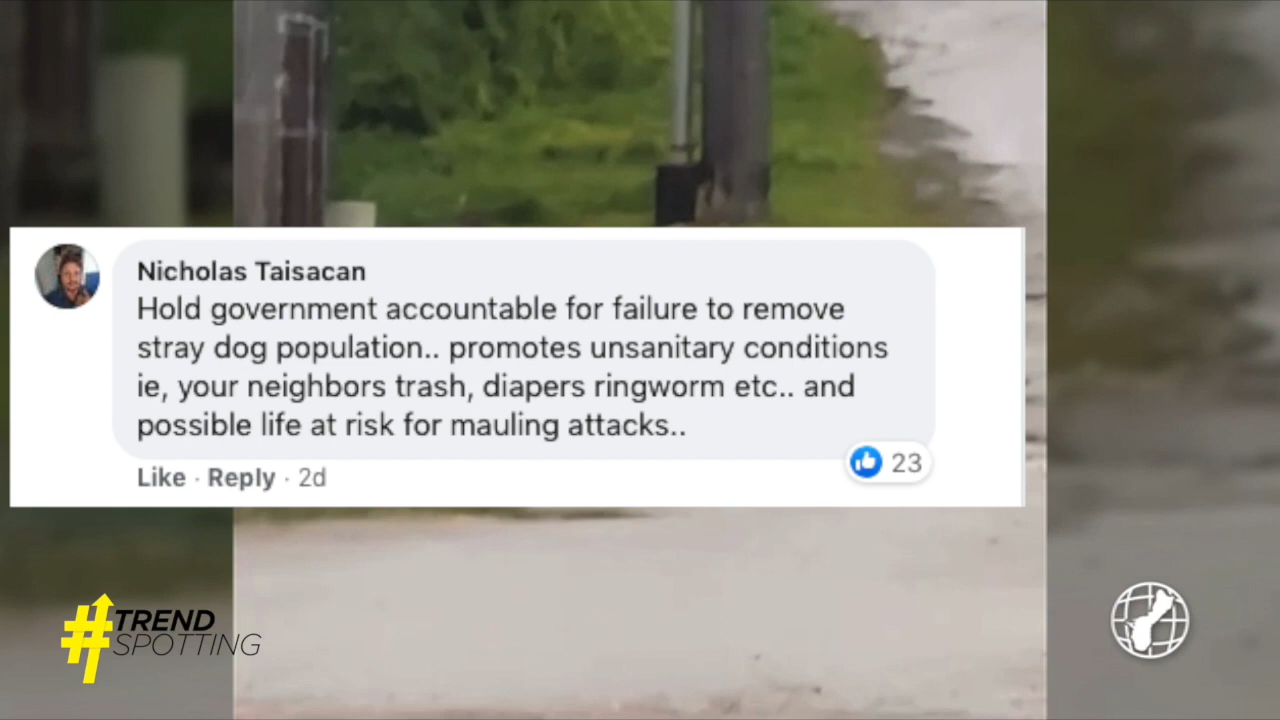 Nicholas Taisacan
Hold government accountable for failure to remove
stray dog population.. promotes unsanitary conditions
ie, your neighbors trash, diapers ringworm etc.. and
possible life at risk for mauling attacks..
Like · Reply · 2d
23
#TREND
SPOTTING